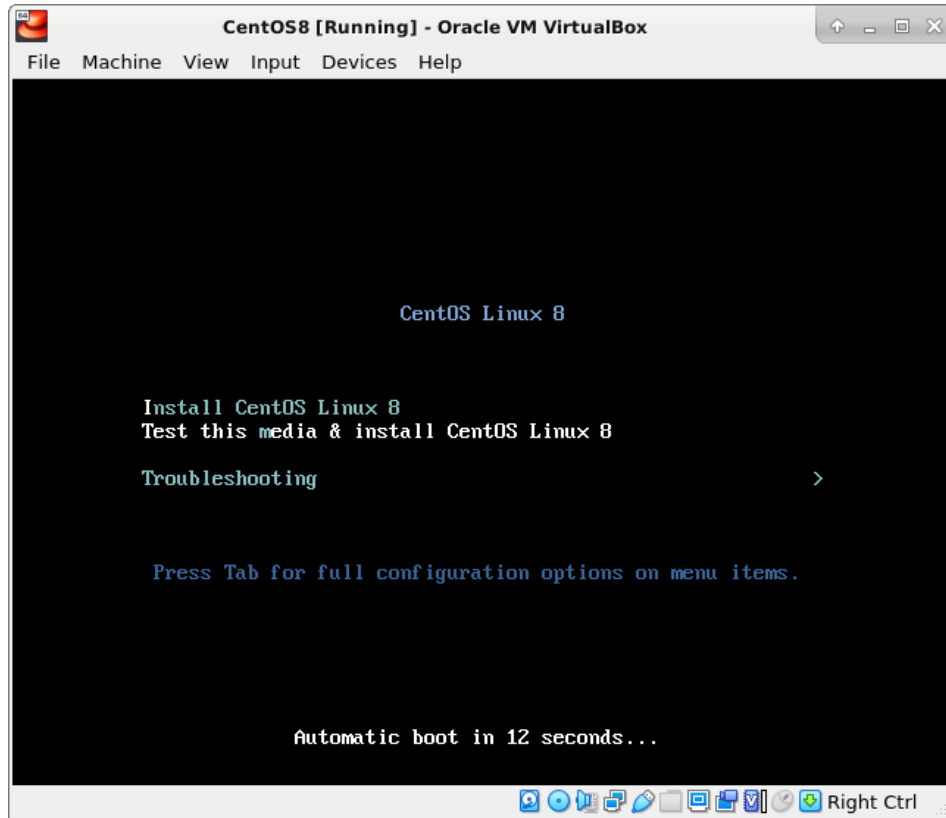 64
CentOS8 [Running] - Oracle VM VirtualBox
File Machine View Input Devices Help
CentOS Linux 8
Install CentOS Linux 8
Test this media & install CentOS Linux 8
Troubleshooting >
Press Tab for full configuration options on menu items.
Automatic boot in 12 seconds...
V Right Ctrl